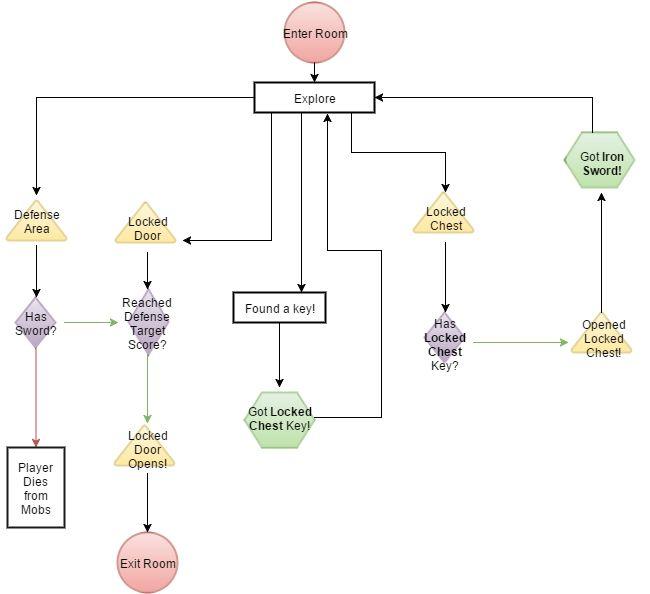 Enter Room
Explore
Got Iron
Sword!
Defense
Area
Locked
Door
Locked
Chest
Has
Sword?
Reached
Defense
Target
Score?
Found a key!
Has
Locked
Chest
Key?
Opened
Locked
Chest!
Got Locked
Chest Key!
Locked
Door
Opens!
Player
Dies
from
Mobs
Exit Room